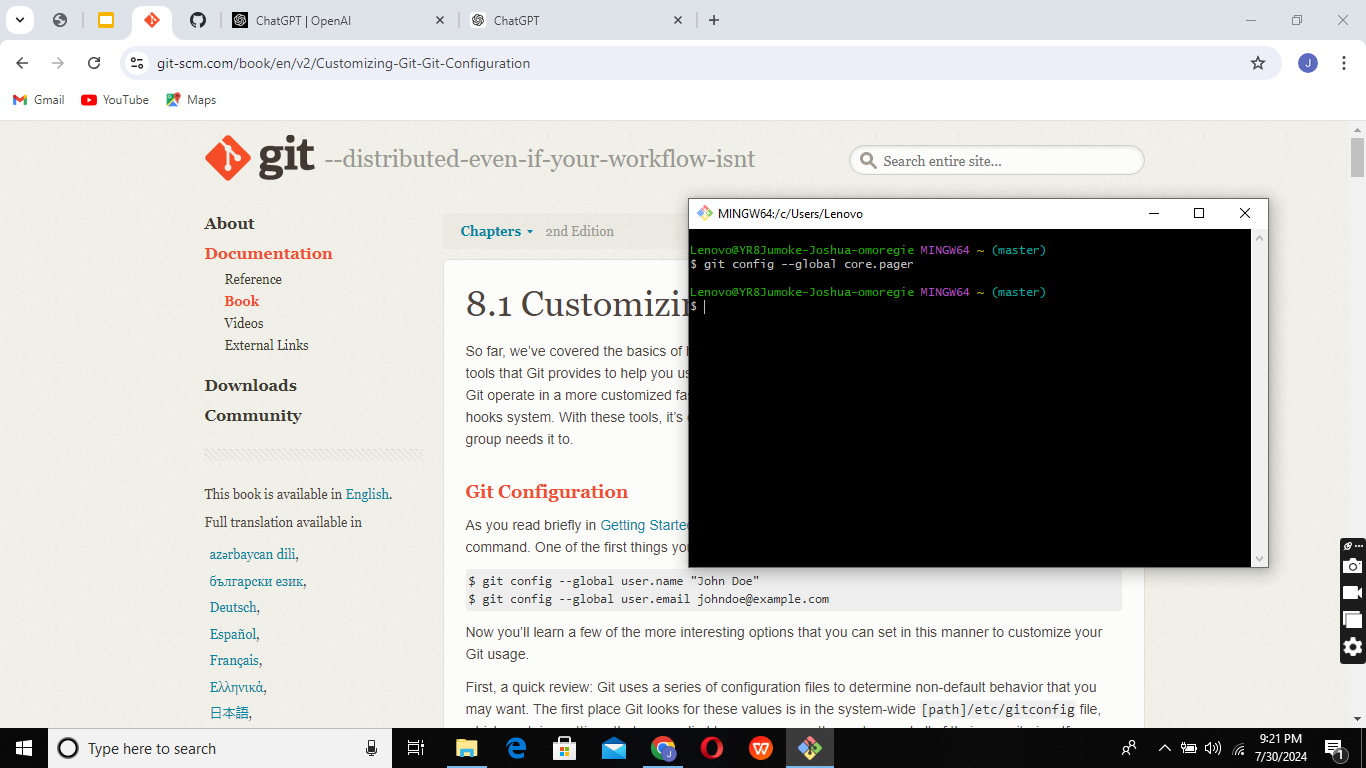 ChatGPT | OpenAI
ChatGPT
git-scm.com/book/en/v2/Customizing-Git-Git-Configuration
J
Gmail
YouTube
Maps
git --distributed-even-if-your-workflow-isnt
Search entire site...
About
Documentation
Reference
Book
Videos
External Links
Downloads
Community
This book is available in English.
Full translation available in
azərbaycan dili,
български език,
Deutsch,
Español,
Français,
Ελληνικά,
日本語,
Chapters 2nd Edition
8.1 Customizin
So far, we've covered the basics of h
tools that Git provides to help you us
Git operate in a more customized fas
hooks system. With these tools, it's
group needs it to.
Git Configuration
As you read briefly in Getting Starte
command. One of the first things you
$ git config --global user.name "John Doe"
$ git config --global user.email johndoe@example.com
Now you'll learn a few of the more interesting options that you can set in this manner to customize your
Git usage.
First, a quick review: Git uses a series of configuration files to determine non-default behavior that you
may want. The first place Git looks for these values is in the system-wide [path]/etc/gitconfig file,
MINGW64:/c/Users/Lenovo
Lenovo@YR8Jumoke-Joshua-omoregie MINGW64 ~ (master)
$ git config --global core.pager
Lenovo@YR8Jumoke-Joshua-omoregie MINGW64 ~ (master)
$
Type here to search
9:21 PM
7/30/2024
1